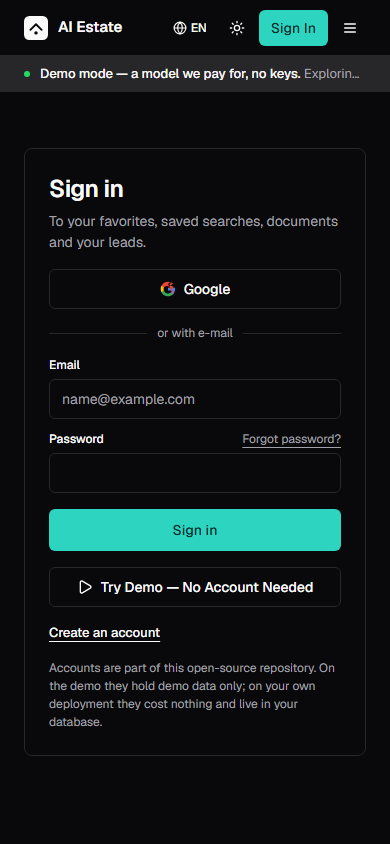 AI Estate
EN
Sign In
Demo mode — a model we pay for, no keys. Explorin...
Sign in
To your favorites, saved searches, documents
and your leads.
Google
or with e-mail
Email
name@example.com
Password
Forgot password?
Sign in
Try Demo — No Account Needed
Create an account
Accounts are part of this open-source repository. On
the demo they hold demo data only; on your own
deployment they cost nothing and live in your
database.